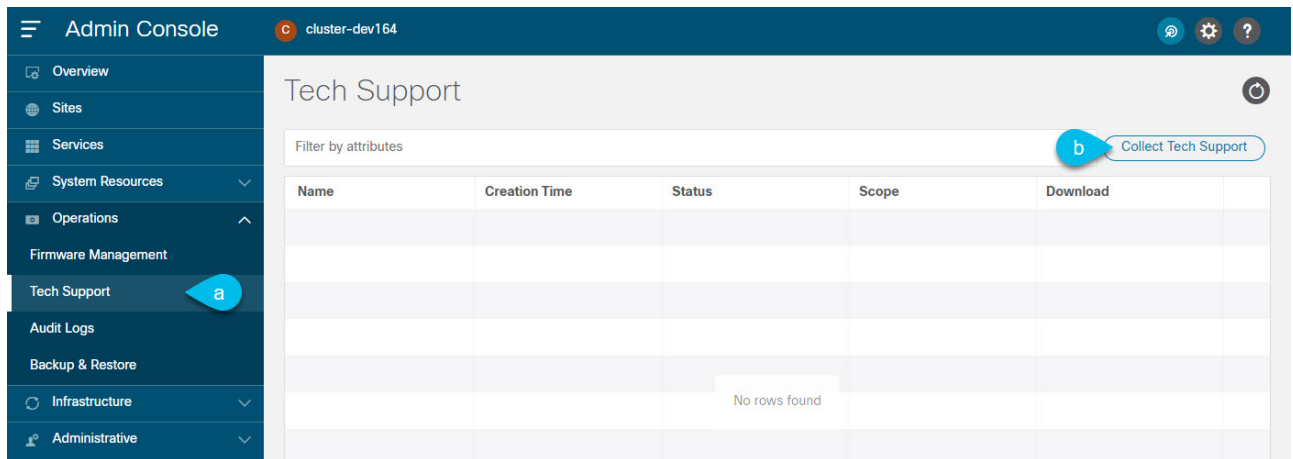 Admin Console
C cluster-dev164
?
Overview
Sites
Services
System Resources
Operations
Firmware Management
Tech Support
a
Audit Logs
Backup & Restore
Infrastructure
Administrative
Tech Support
Filter by attributes
b
Collect Tech Support
Name Creation Time Status Scope Download
No rows found